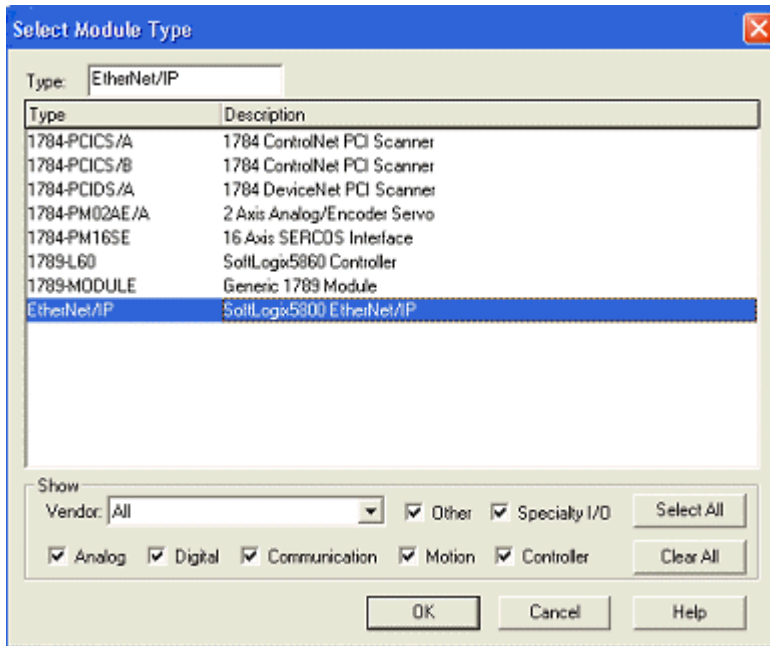 Select Module Type
Type: EtherNet/IP
Type Description
1784-PCICS/A 1784 ControlNet PCI Scanner
1784-PCICS/B 1784 ControlNet PCI Scanner
1784-PCIDS/A 1784 DeviceNet PCI Scanner
1784-PM02AE/A 2 Axis Analog/Encoder Servo
1784-PM16SE 16 Axis SERCOS Interface
1789-L60 SoftLogix5860 Controller
1789-MODULE Generic 1789 Module
EtherNet/IP SoftLogix5800 EtherNet/IP
Show
Vendor: All Other Specialty I/O Select All
Analog Digital Communication Motion Controller Clear All
OK Cancel Help